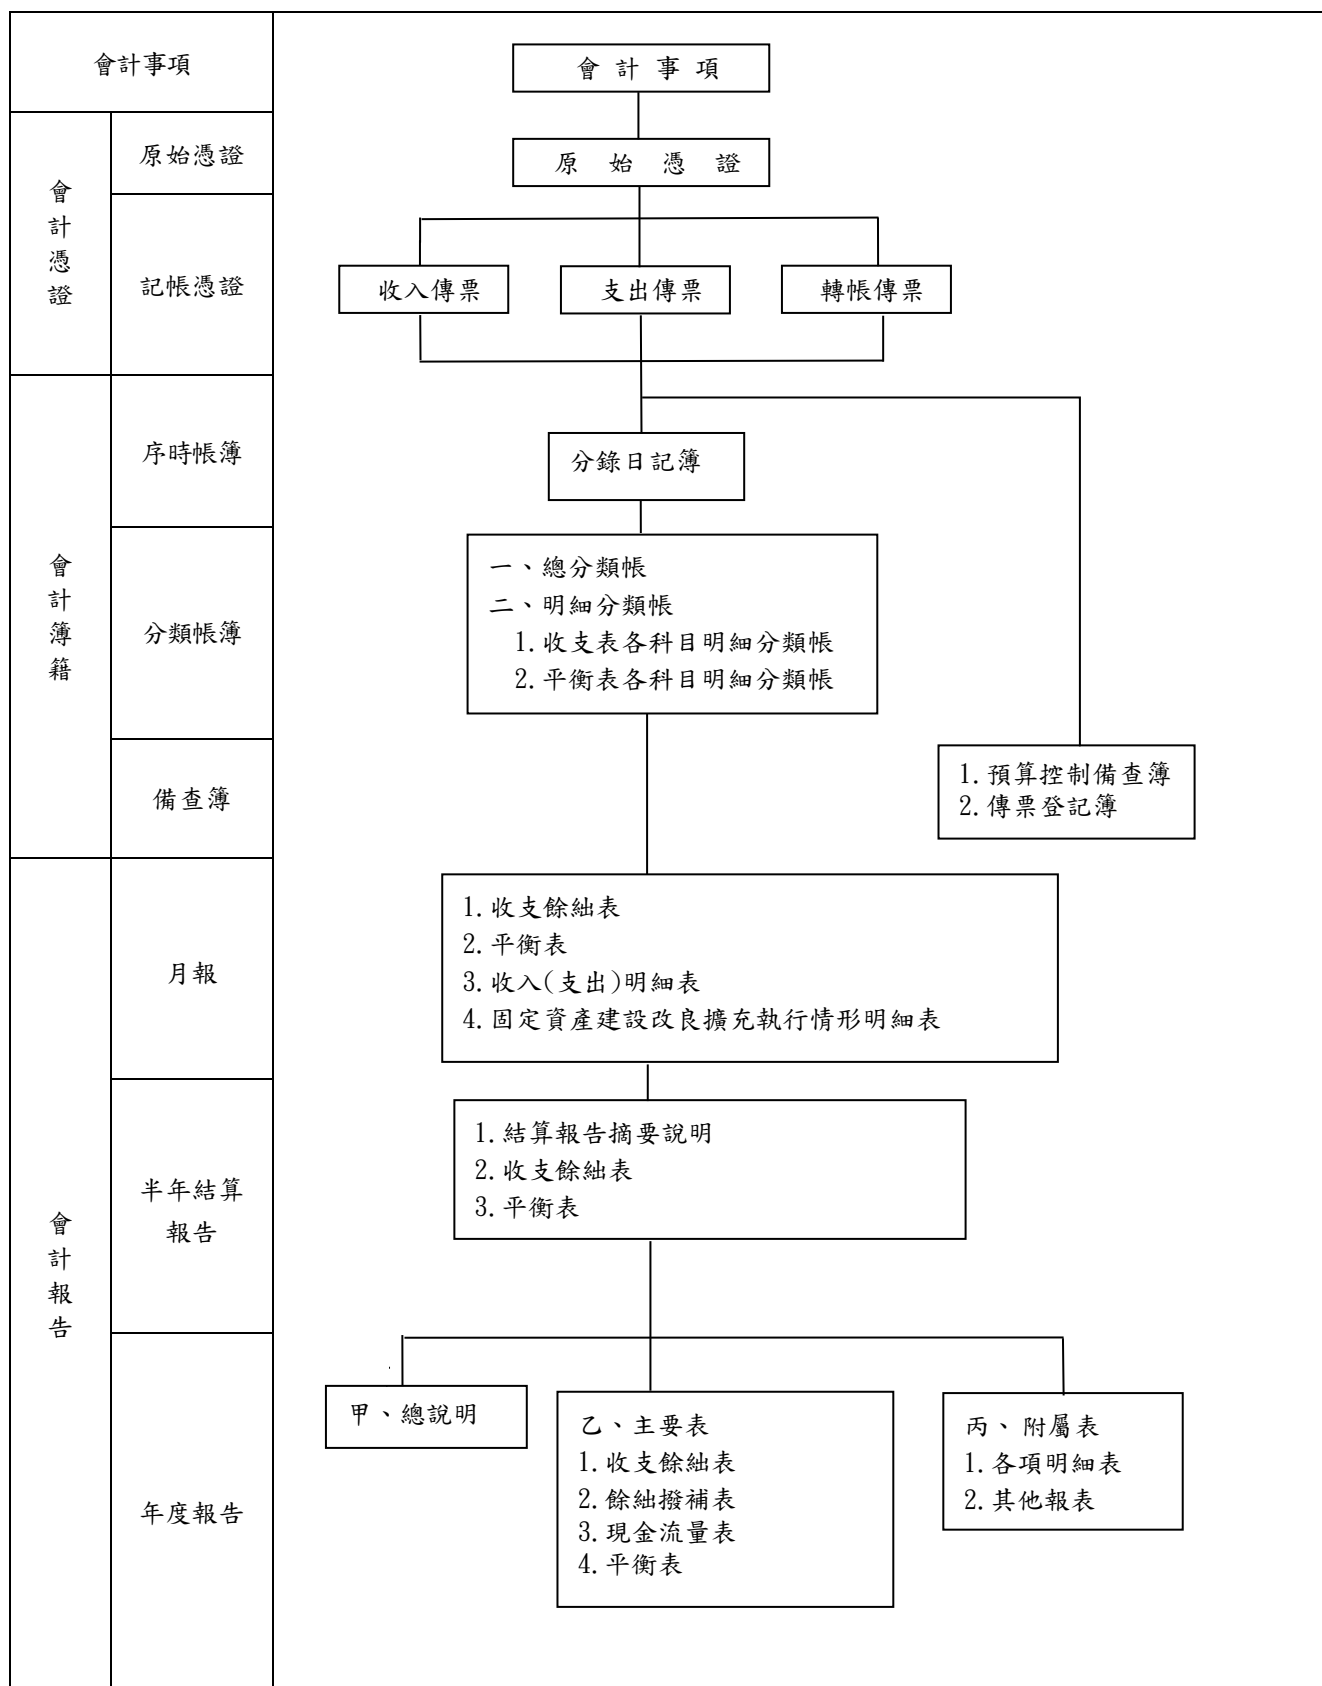 會計事項
會計事項
會計憑證
原始憑證
原始憑證
記帳憑證
收入傳票
支出傳票
轉帳傳票
會計簿籍
序時帳簿
分錄日記簿
分類帳簿
一、總分類帳
二、明細分類帳
1.收支表各科目明細分類帳
2.平衡表各科目明細分類帳
備查簿
1.預算控制備查簿
2.傳票登記簿
會計報告
月報
1.收支餘絀表
2.平衡表
3.收入(支出)明細表
4.固定資產建設改良擴充執行情形明細表
半年結算
報告
1.結算報告摘要說明
2.收支餘絀表
3.平衡表
年度報告
甲、總說明
乙、主要表
1.收支餘絀表
2.餘絀撥補表
3.現金流量表
4.平衡表
丙、附屬表
1.各項明細表
2.其他報表